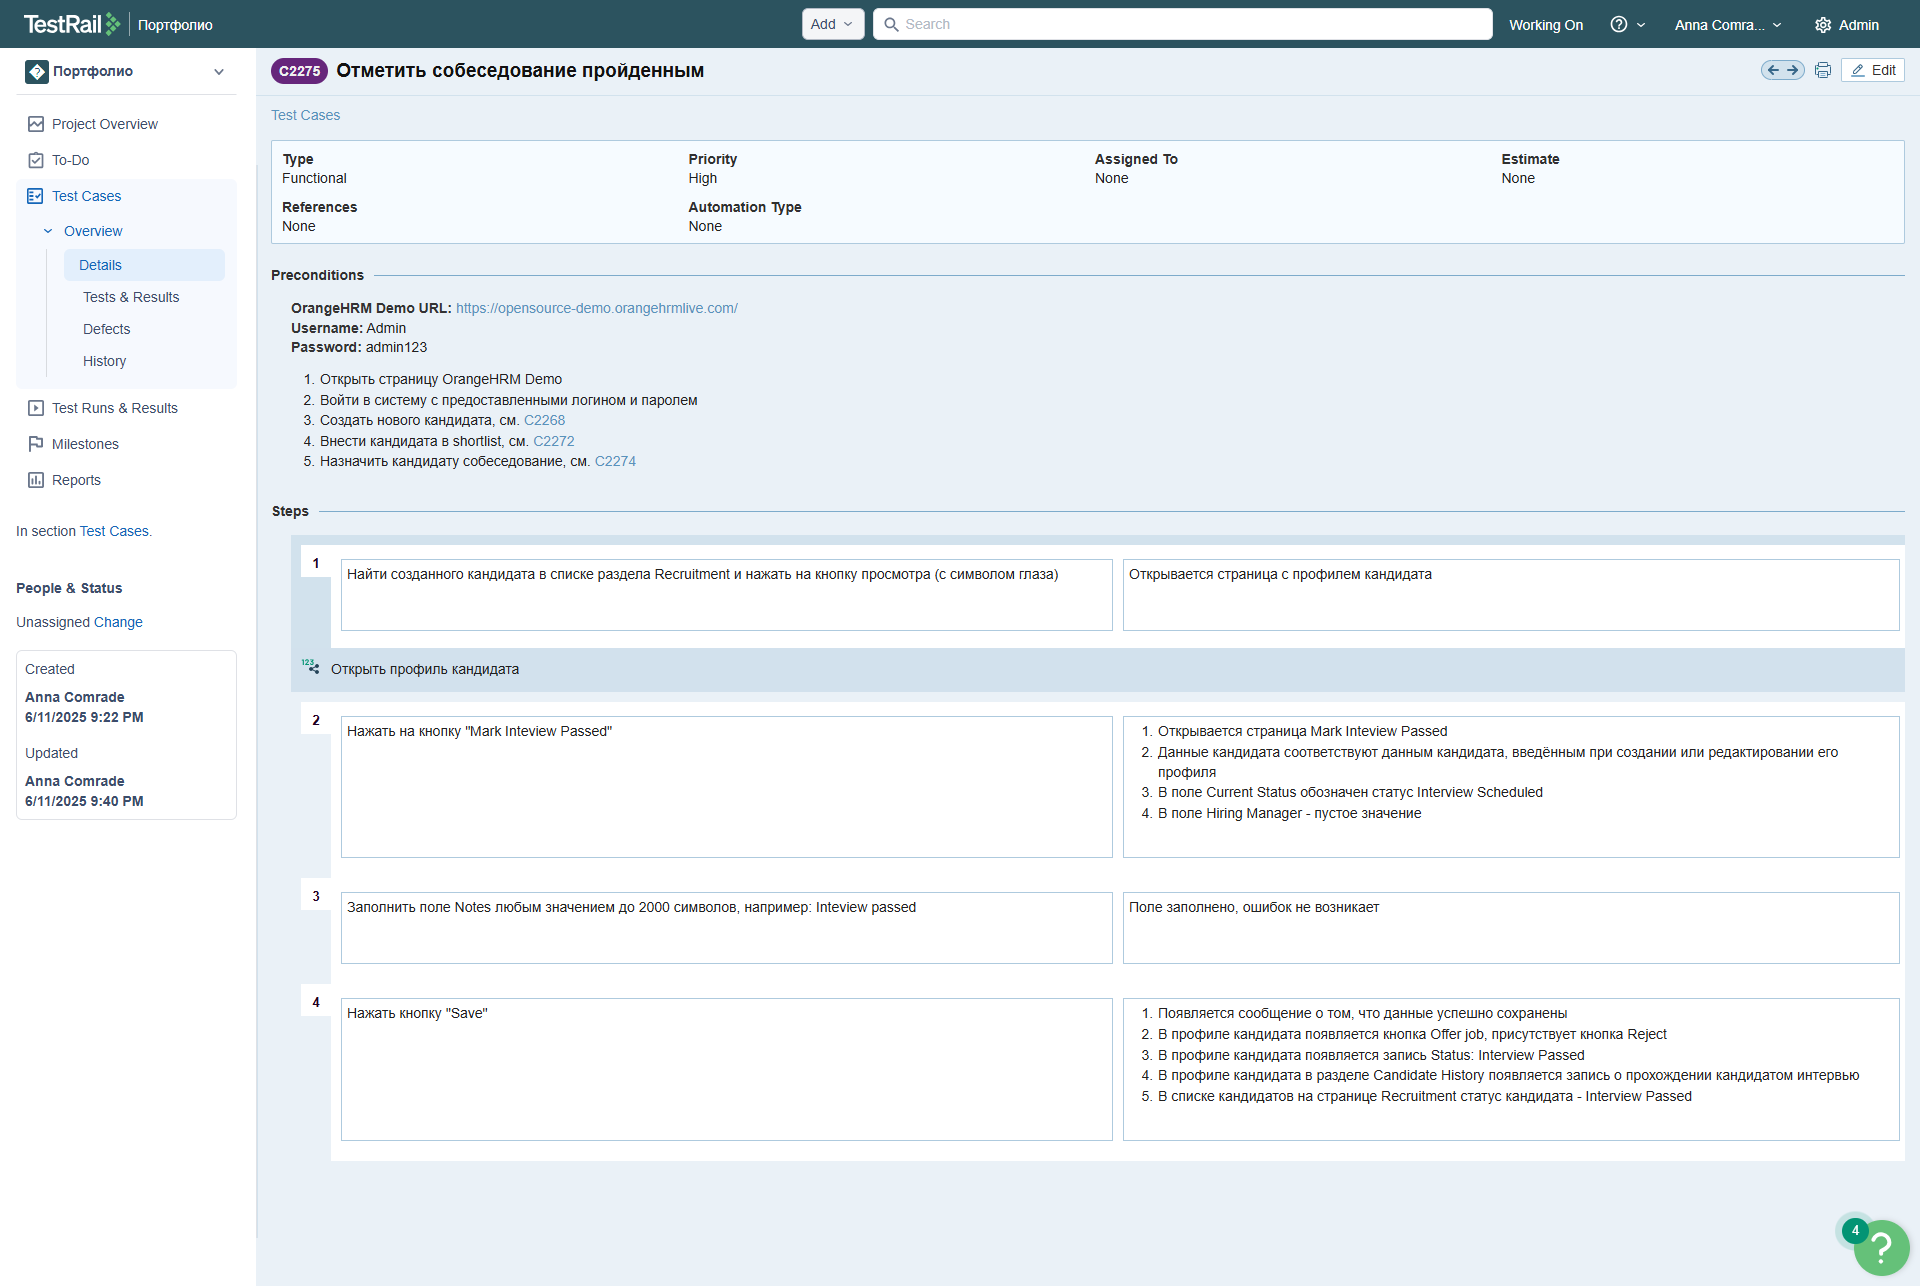 TestRail Портфолио Add Search Working On Anna Comra... Admin
Портфолио
Project Overview
To-Do
Test Cases
Overview
Details
Tests & Results
Defects
History
Test Runs & Results
Milestones
Reports
In section Test Cases.
People & Status
Unassigned Change
Created
Anna Comrade
6/11/2025 9:22 PM
Updated
Anna Comrade
6/11/2025 9:40 PM
C2275 Отметить собеседование пройденным
Edit
Test Cases
Type Priority Assigned To Estimate
Functional High None None
References Automation Type
None None
Preconditions
OrangeHRM Demo URL: https://opensource-demo.orangehrmlive.com/
Username: Admin
Password: admin123
1. Открыть страницу OrangeHRM Demo
2. Войти в систему с предоставленными логином и паролем
3. Создать нового кандидата, см. C2268
4. Внести кандидата в shortlist, см. C2272
5. Назначить кандидату собеседование, см. C2274
Steps
1
Найти созданного кандидата в списке раздела Recruitment и нажать на кнопку просмотра (с символом глаза)
Открывается страница с профилем кандидата
123 Открыть профиль кандидата
2
Нажать на кнопку "Mark Inteview Passed"
1. Открывается страница Mark Inteview Passed
2. Данные кандидата соответствуют данным кандидата, введённым при создании или редактировании его
профиля
3. В поле Current Status обозначен статус Interview Scheduled
4. В поле Hiring Manager - пустое значение
3
Заполнить поле Notes любым значением до 2000 символов, например: Inteview passed
Поле заполнено, ошибок не возникает
4
Нажать кнопку "Save"
1. Появляется сообщение о том, что данные успешно сохранены
2. В профиле кандидата появляется кнопка Offer job, присутствует кнопка Reject
3. В профиле кандидата появляется запись Status: Interview Passed
4. В профиле кандидата в разделе Candidate History появляется запись о прохождении кандидатом интервью
5. В списке кандидатов на странице Recruitment статус кандидата - Interview Passed
4
?